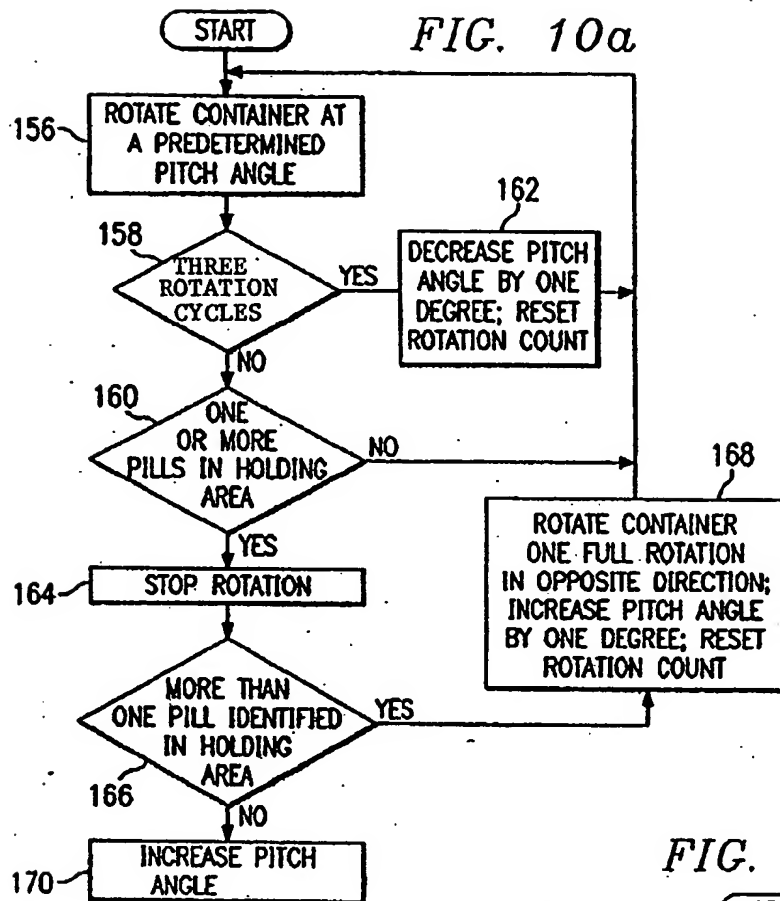 START
FIG. 10a
156
ROTATE CONTAINER AT
A PREDETERMINED
PITCH ANGLE
158
THREE
ROTATION
CYCLES
YES
NO
162
DECREASE PITCH
ANGLE BY ONE
DEGREE; RESET
ROTATION COUNT
160
ONE
OR MORE
PILLS IN HOLDING
AREA
NO
YES
168
ROTATE CONTAINER
ONE FULL ROTATION
IN OPPOSITE DIRECTION;
INCREASE PITCH ANGLE
BY ONE DEGREE; RESET
ROTATION COUNT
164
STOP ROTATION
MORE THAN
ONE PILL IDENTIFIED
IN HOLDING
AREA
YES
166
NO
170
INCREASE PITCH
ANGLE
FIG.